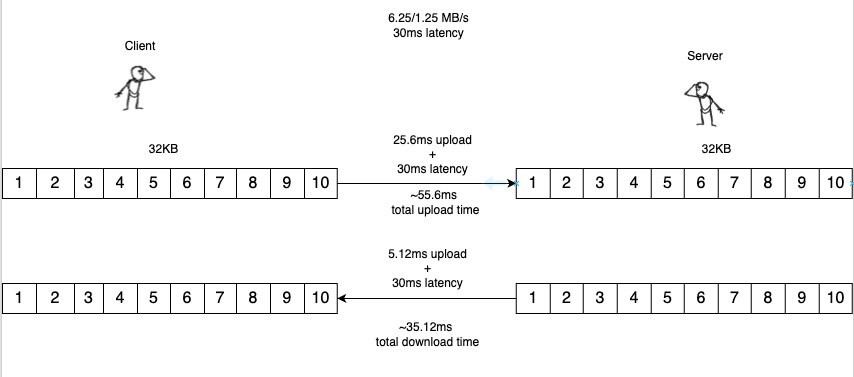 6.25/1.25 MB/s
30ms latency
Client
Server
32KB
25.6ms upload
+
30ms latency
32KB
1 2 3 4 5 6 7 8 9 10
1 2 3 4 5 6 7 8 9 10
~55.6ms
total upload time
5.12ms upload
+
30ms latency
1 2 3 4 5 6 7 8 9 10
1 2 3 4 5 6 7 8 9 10
~35.12ms
total download time